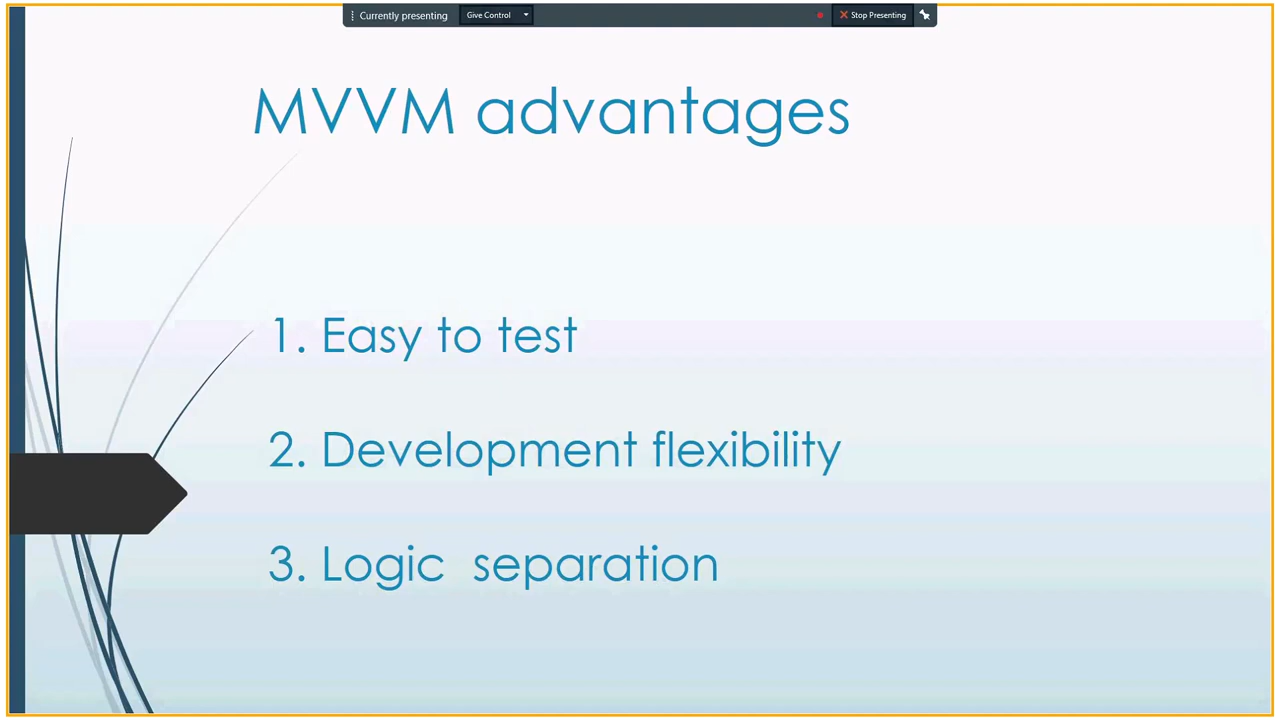 Currently presenting Give Control Stop Presenting
MVVM advantages
1. Easy to test
2. Development flexibility
3. Logic separation